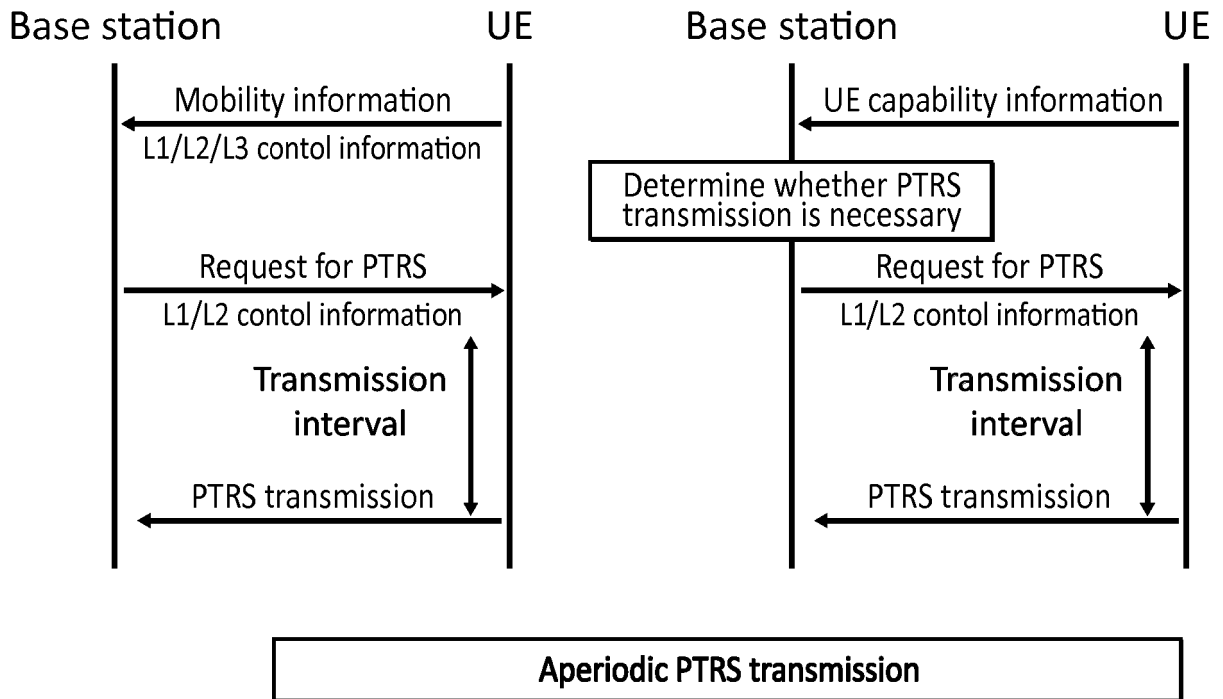 Base station
UE
Mobility information
L1/L2/L3 contol information
Request for PTRS
L1/L2 contol information
Transmission
interval
PTRS transmission
Base station
UE
UE capability information
Determine whether PTRS
transmission is necessary
Request for PTRS
L1/L2 contol information
Transmission
interval
PTRS transmission
Aperiodic PTRS transmission